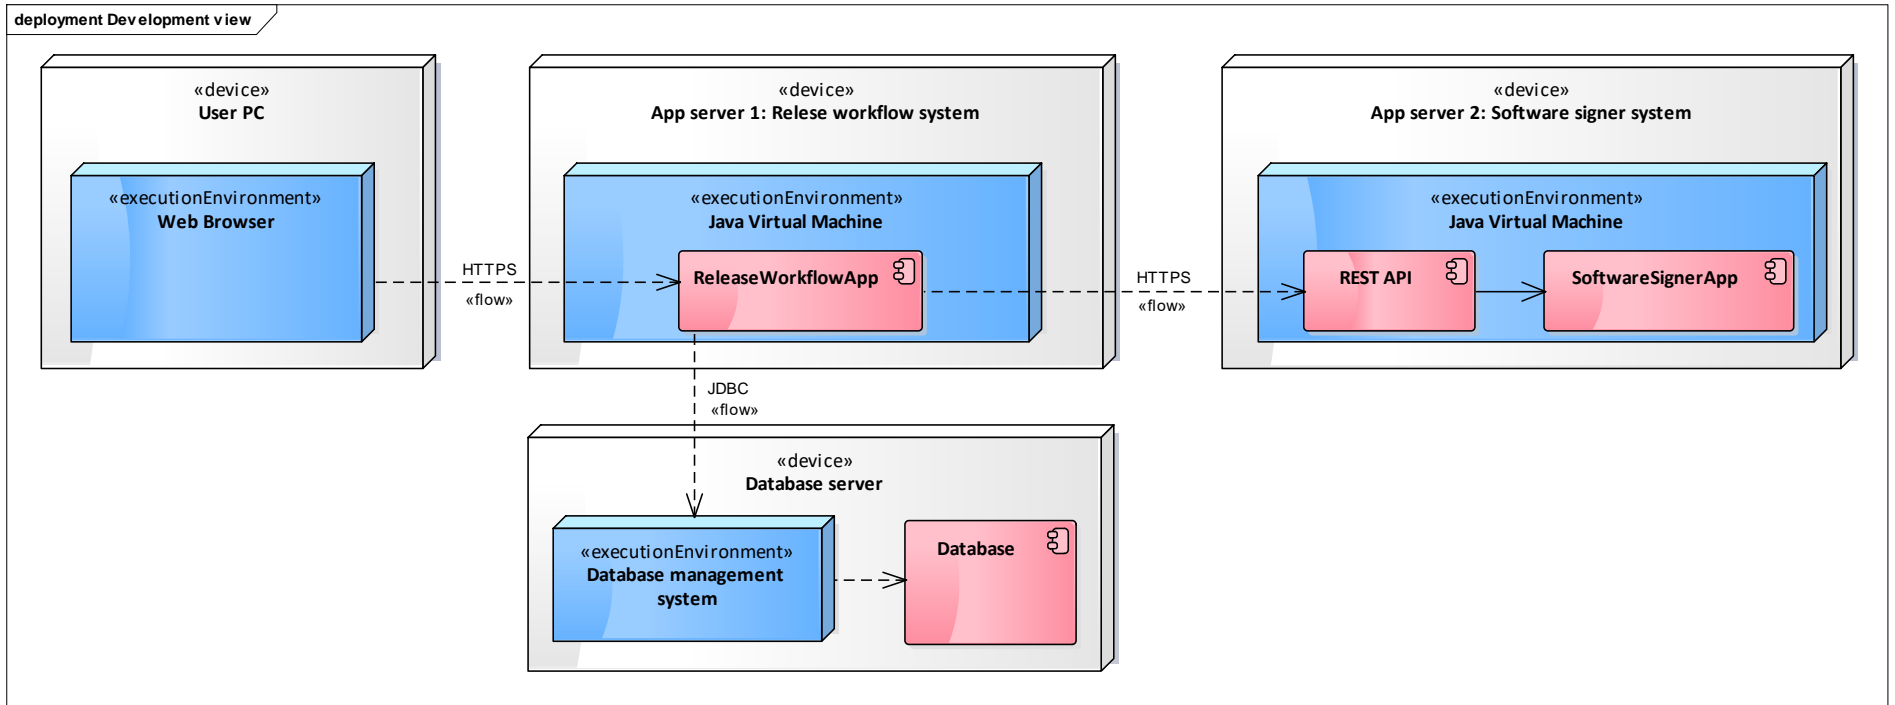 deployment Development view
«device»
User PC
«executionEnvironment»
Web Browser
HTTPS
«flow»
«device»
App server 1: Relese workflow system
«executionEnvironment»
Java Virtual Machine
ReleaseWorkflowApp
HTTPS
«flow»
«device»
App server 2: Software signer system
«executionEnvironment»
Java Virtual Machine
REST API
SoftwareSignerApp
JDBC
«flow»
«device»
Database server
«executionEnvironment»
Database management
system
Database